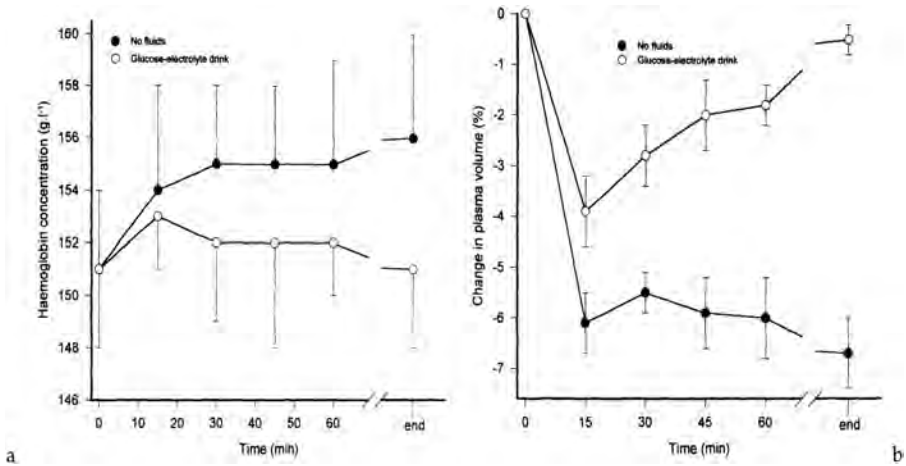 160
158
156
154
152
150
148
146
Haemoglobin concentration (g.l⁻¹)
No fluids
Glucose-electrolyte drink
0
10
20
30
40
50
60
end
Time (min)
a
0
-1
-2
-3
-4
-5
-6
-7
Change in plasma volume (%)
No fluids
Glucose-electrolyte drink
0
15
30
45
60
end
Time (min)
b